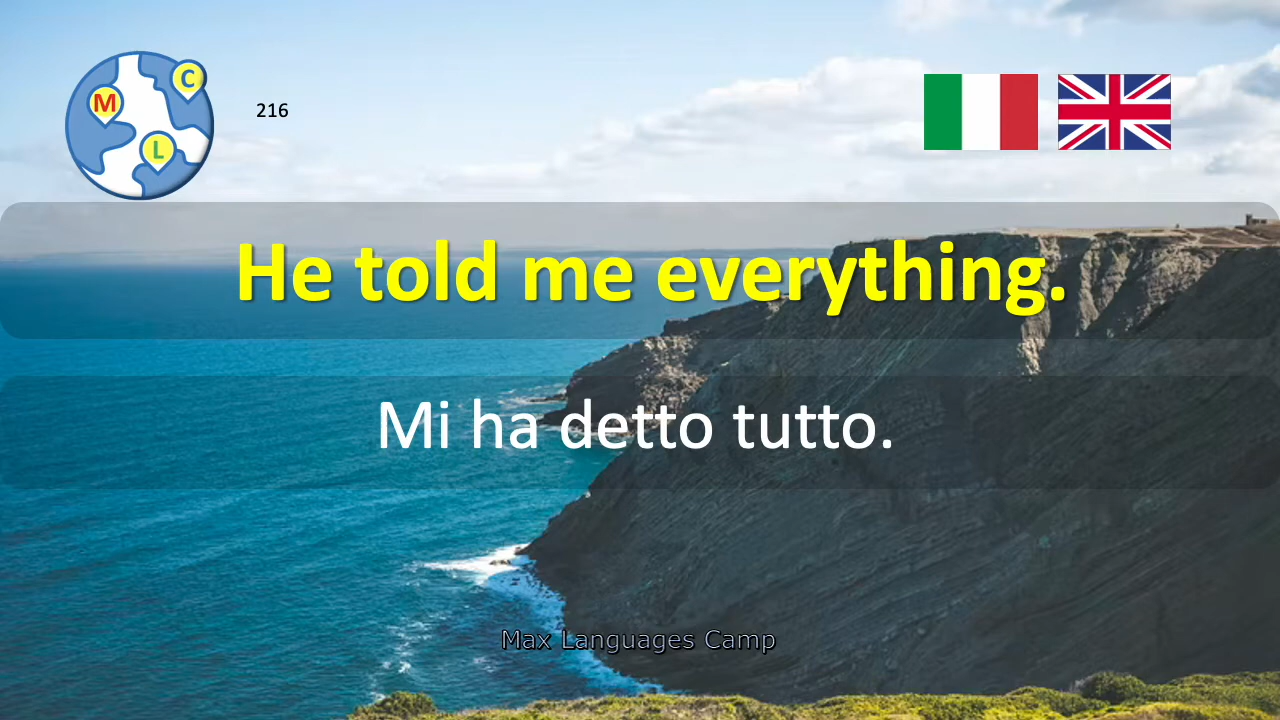 M
C
L
216
He told me everything.
Mi ha detto tutto.
Max Languages Camp